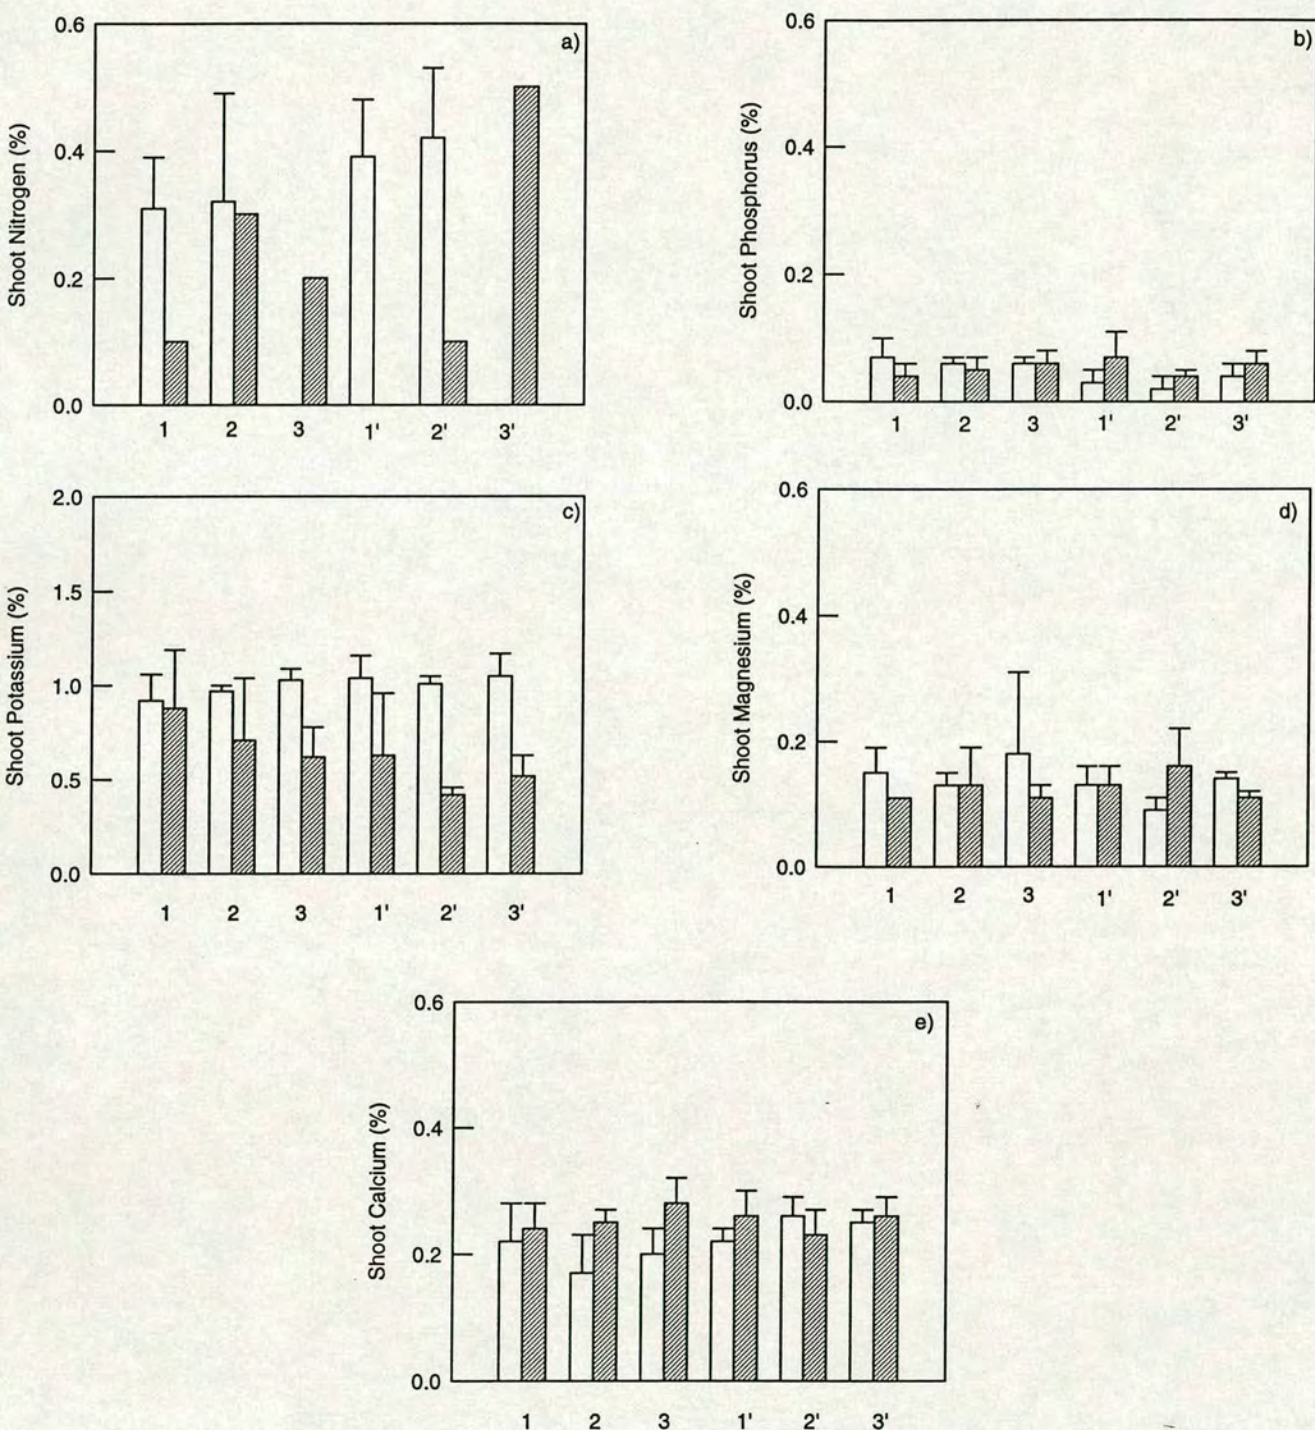 a)
Shoot Nitrogen (%)
0.6
0.4
0.2
0.0
1 2 3 1' 2' 3'
b)
Shoot Phosphorus (%)
0.6
0.4
0.2
0.0
1 2 3 1' 2' 3'
c)
Shoot Potassium (%)
2.0
1.5
1.0
0.5
0.0
1 2 3 1' 2' 3'
d)
Shoot Magnesium (%)
0.6
0.4
0.2
0.0
1 2 3 1' 2' 3'
e)
Shoot Calcium (%)
0.6
0.4
0.2
0.0
1 2 3 1' 2' 3'